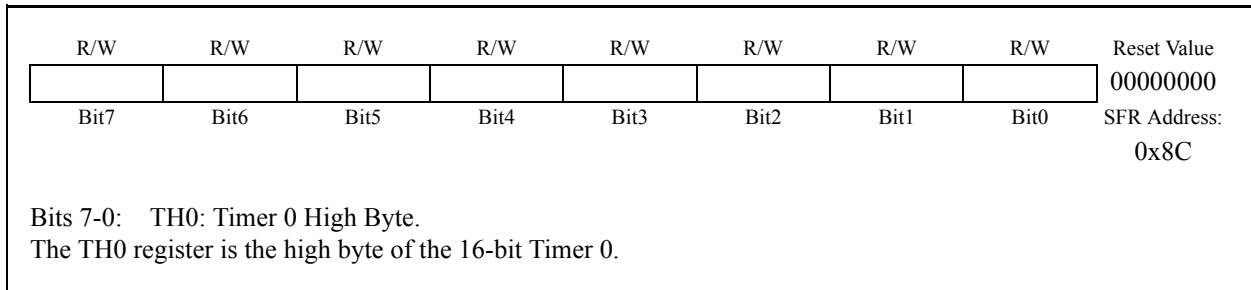 R/W R/W R/W R/W R/W R/W R/W R/W Reset Value
00000000
Bit7 Bit6 Bit5 Bit4 Bit3 Bit2 Bit1 Bit0 SFR Address:
0x8C
Bits 7-0: TH0: Timer 0 High Byte.
The TH0 register is the high byte of the 16-bit Timer 0.